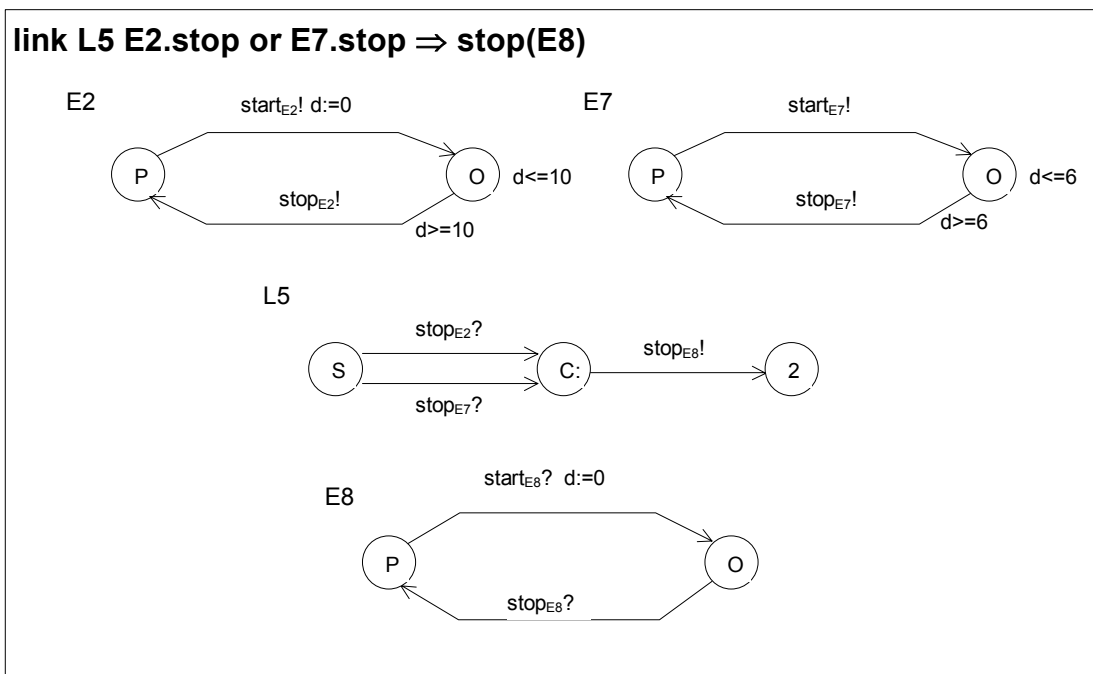 link L5 E2.stop or E7.stop ⇒ stop(E8)
E2
startE2! d:=0
P
O
d<=10
stopE2!
d>=10
E7
startE7!
P
O
d<=6
stopE7!
d>=6
L5
S
stopE2?
stopE7?
C:
stopE8!
2
E8
startE8? d:=0
P
O
stopE8?